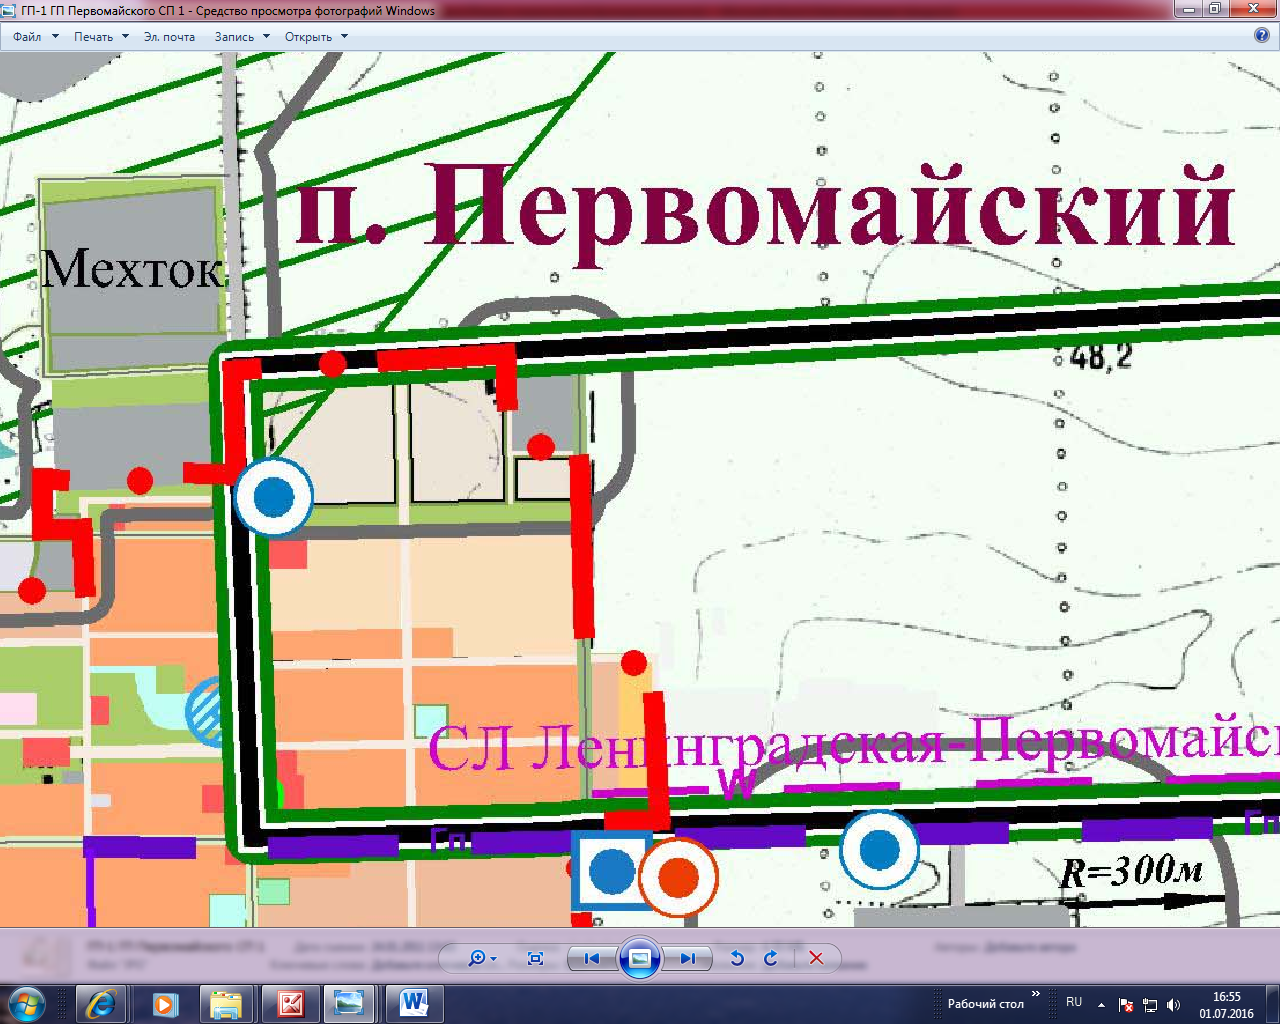 ГП-1 ГП Первомайского СП 1 - Средство просмотра фотографий Windows
Файл Печать Эл. почта Запись Открыть
п. Первомайский
Мехток
48,2
СЛ Ленинградская-Первомайс
W
Гп
Гп
R=300м
Рабочий стол
RU
16:55
01.07.2016